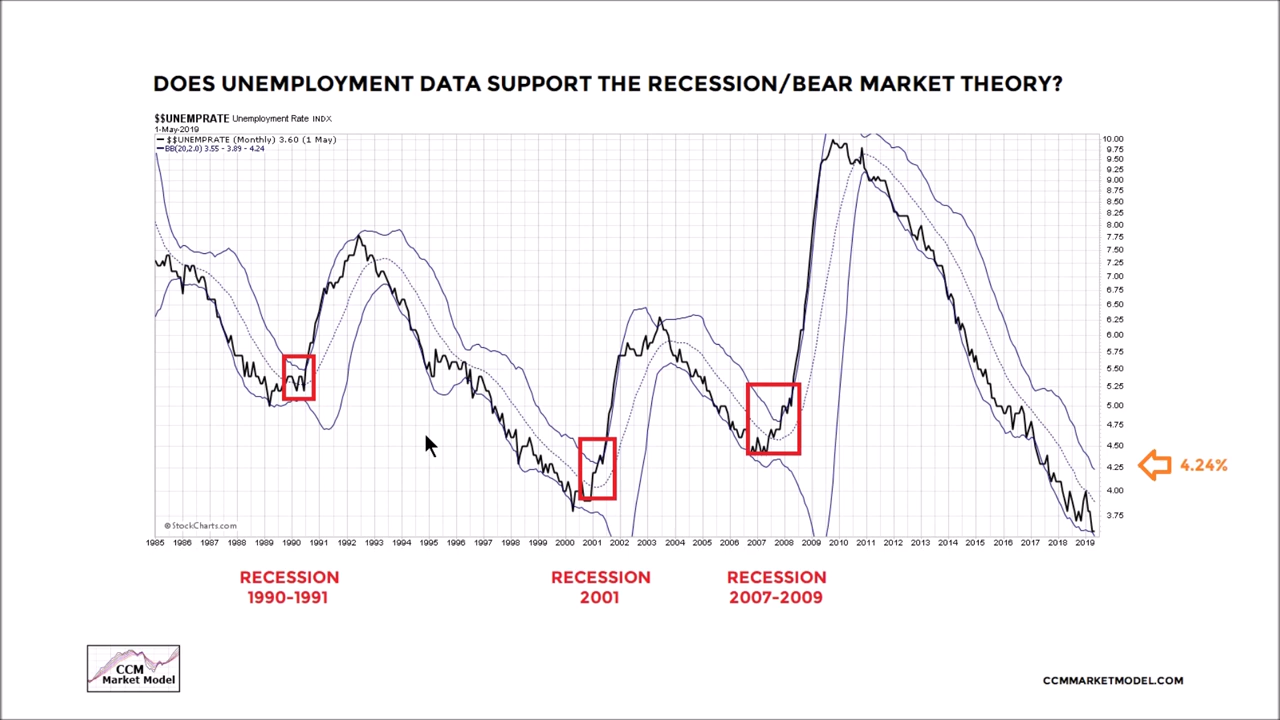 DOES UNEMPLOYMENT DATA SUPPORT THE RECESSION/BEAR MARKET THEORY?
$$UNEMPRATE Unemployment Rate INDX
1-May-2019
$$UNEMPRATE (Monthly) 3.60 (1 May)
BB(20,2.0) 3.55 - 3.89 - 4.24
10.00
9.75
9.50
9.25
9.00
8.75
8.50
8.25
8.00
7.75
7.50
7.25
7.00
6.75
6.50
6.25
6.00
5.75
5.50
5.25
5.00
4.75
4.50
4.25
4.00
3.75
4.24%
© StockCharts.com
1985 1986 1987 1988 1989 1990 1991 1992 1993 1994 1995 1996 1997 1998 1999 2000 2001 2002 2003 2004 2005 2006 2007 2008 2009 2010 2011 2012 2013 2014 2015 2016 2017 2018 2019
RECESSION
1990-1991
RECESSION
2001
RECESSION
2007-2009
CCM
Market Model
CCMMARKETMODEL.COM